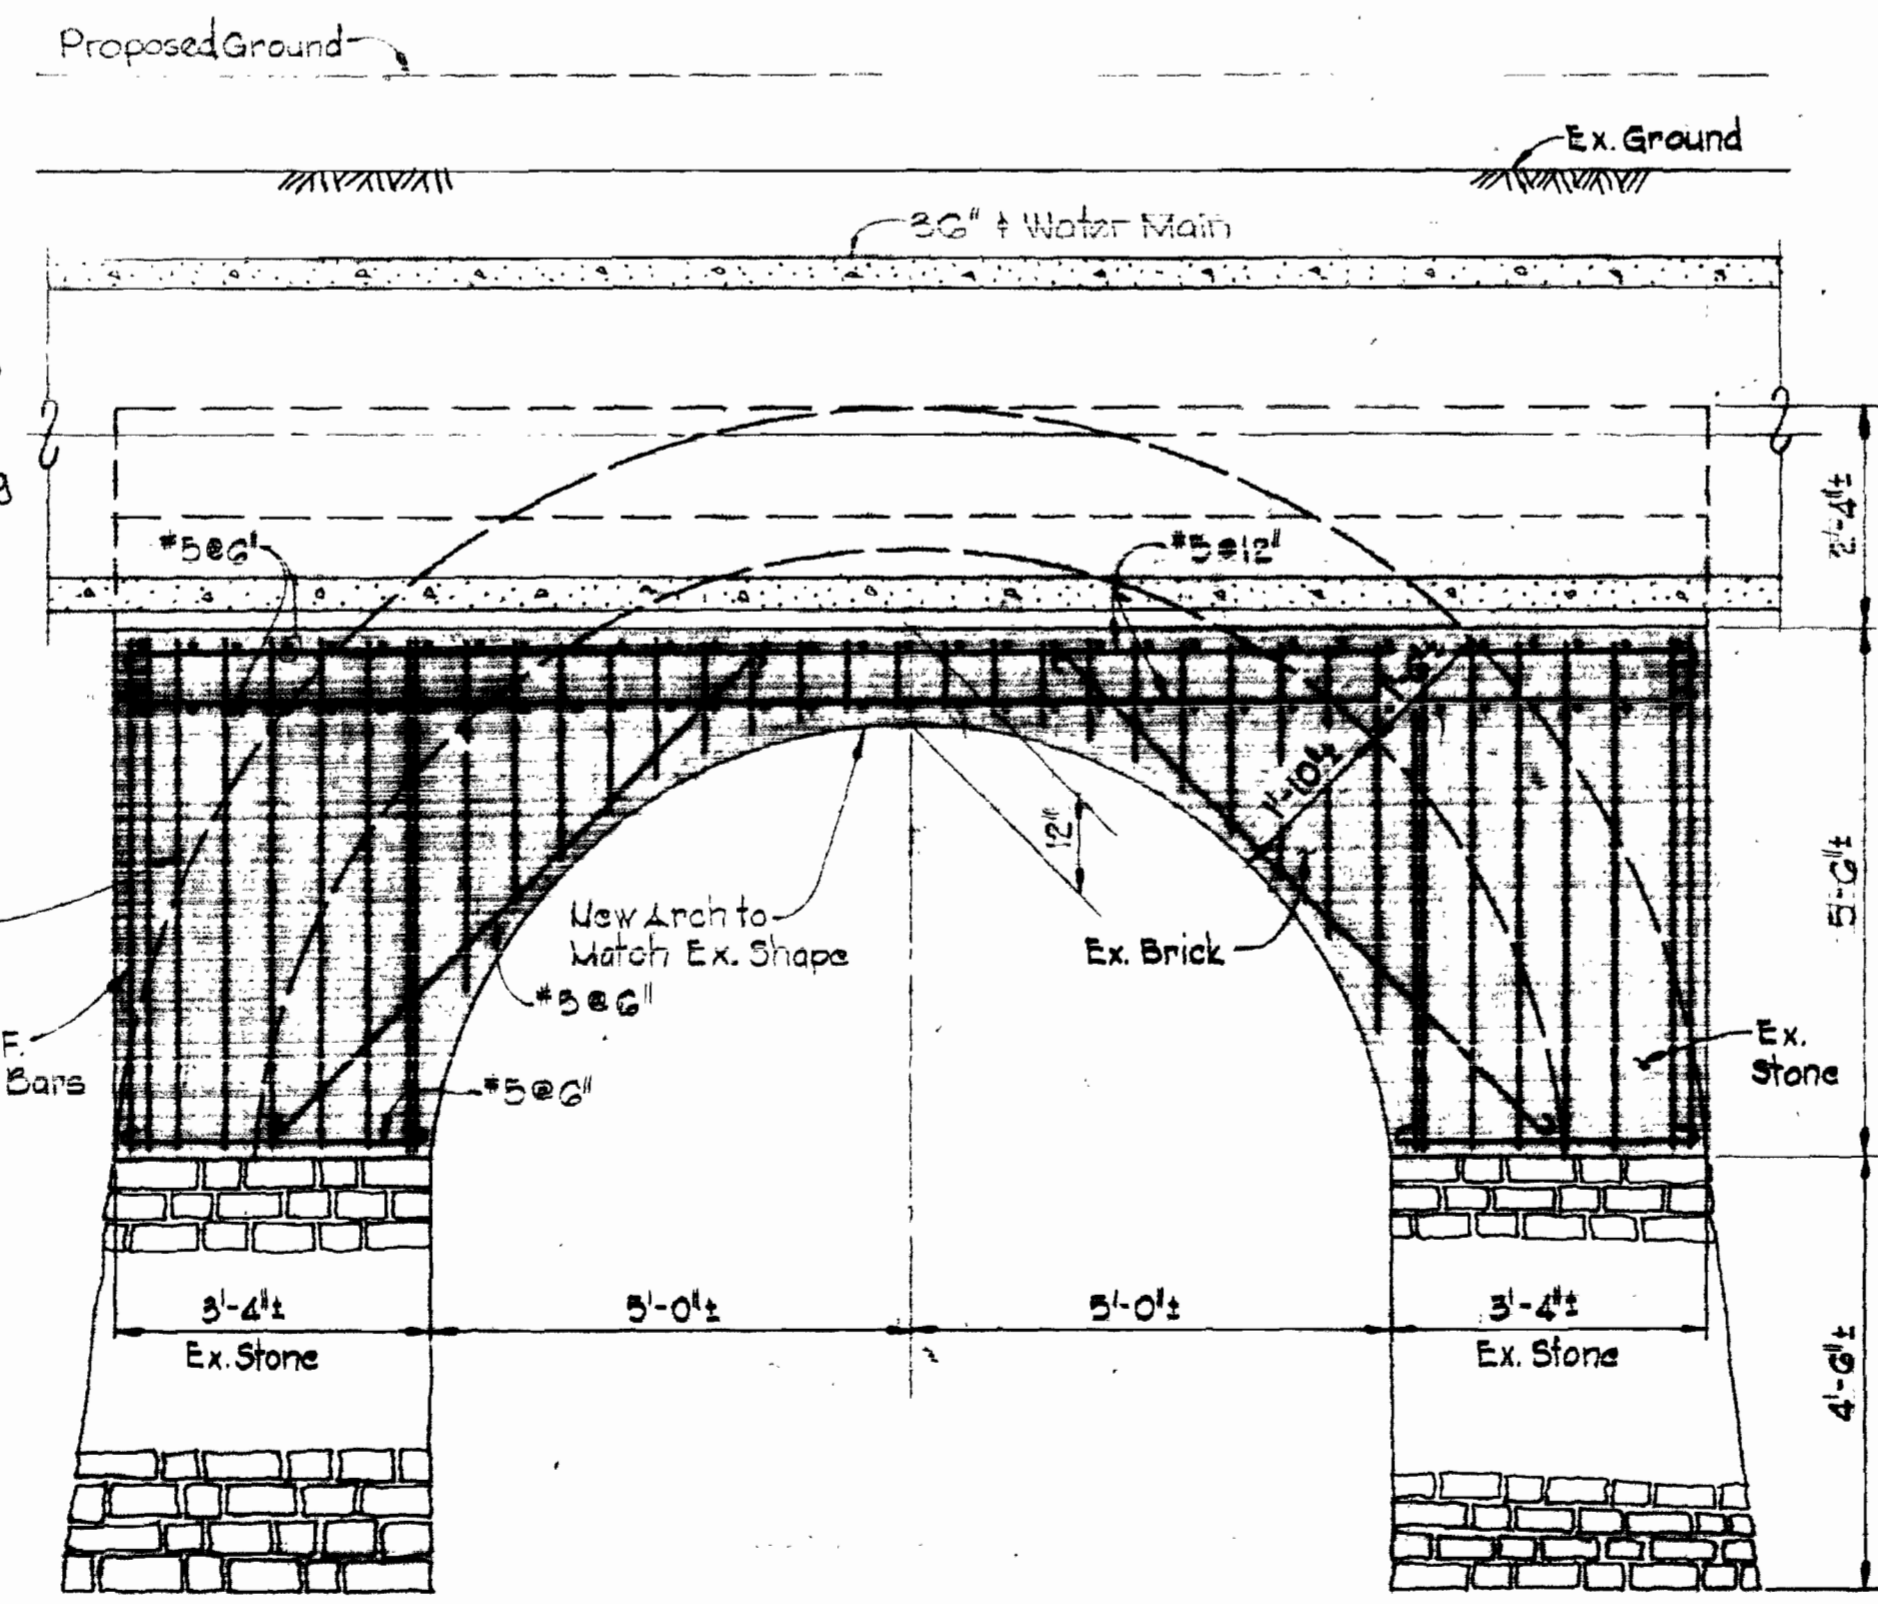 Proposed Ground
Ex. Ground
36" ⌀ Water Main
g
2'-4"±
#5@6"
#5@12"
1'-10½
12"
5'-6"±
New Arch to
Match Ex. Shape
Ex. Brick
#5@6"
F.
Bars
#5@6"
Ex.
Stone
3'-4"±
5'-0"±
5'-0"±
3'-4"±
Ex. Stone
Ex. Stone
4'-6"±